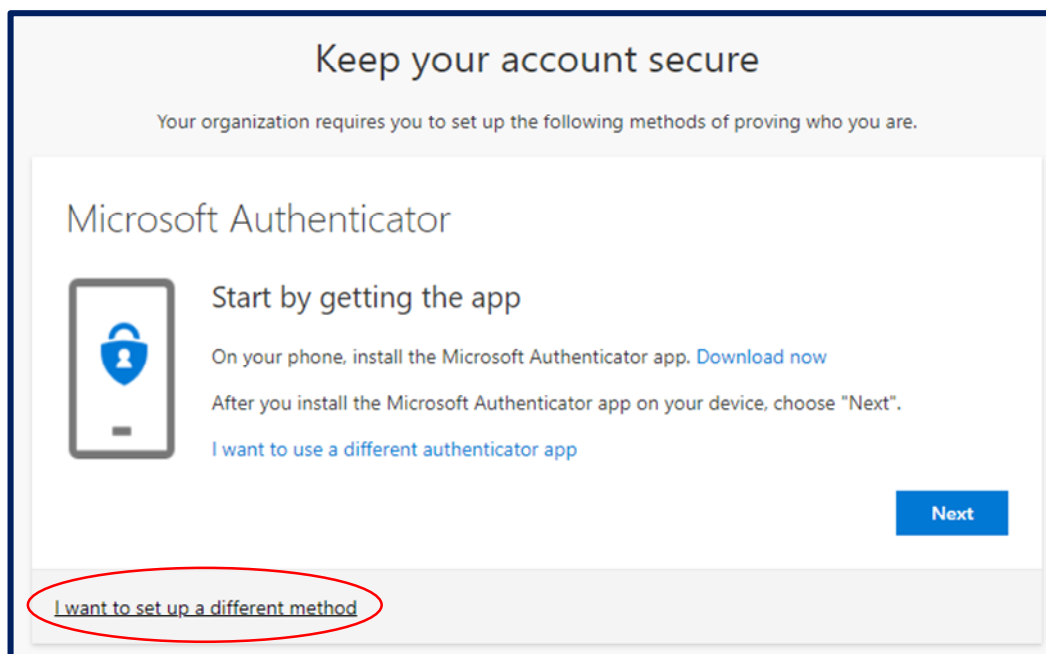 Keep your account secure
Your organization requires you to set up the following methods of proving who you are.
Microsoft Authenticator
Start by getting the app
On your phone, install the Microsoft Authenticator app. Download now
After you install the Microsoft Authenticator app on your device, choose "Next".
I want to use a different authenticator app
Next
I want to set up a different method